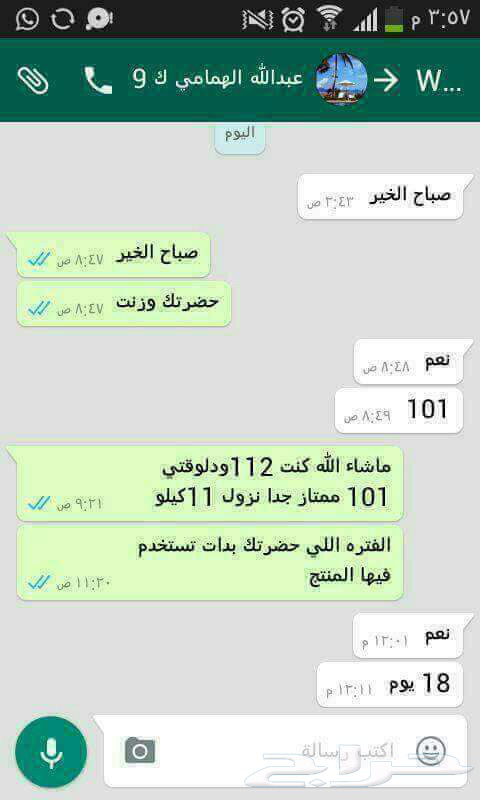 ٣:٥٧ م
W...
عبدالله الهمامي ك 9
اليوم
صباح الخير
٣:٤٣ ص
صباح الخير
٨:٤٧ ص
حضرتك وزنت
٨:٤٧ ص
نعم
٨:٤٨ ص
101
٨:٤٩ ص
ماشاء الله كنت 112ودلوقتي
101 ممتاز جدا نزول 11كيلو
٩:٢١ ص
الفتره اللي حضرتك بدات تستخدم
فيها المنتج
١١:٢٠ ص
نعم
١٢:٠١ م
18 يوم
١٢:١١ م
اكتب رسالة
حراج